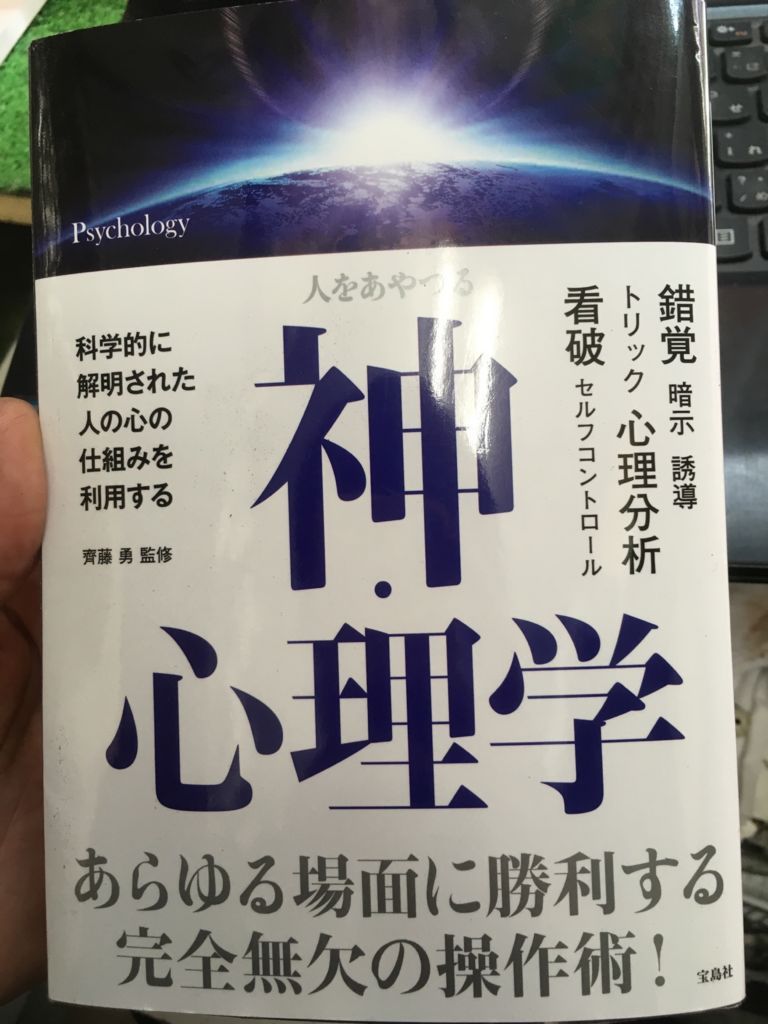 Psychology
人をあやつる
神・
心理学
錯覚 暗示 誘導
トリック 心理分析
看破 セルフコントロール
科学的に
解明された
人の心の
仕組みを
利用する
齊藤 勇 監修
あらゆる場面に勝利する
完全無欠の操作術!
宝島社
せ
し
れ